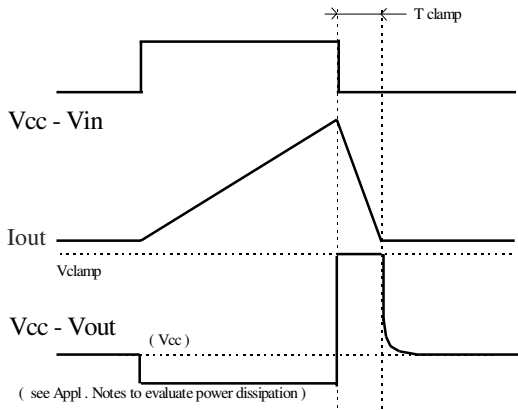 T clamp
Vcc - Vin
Iout
Vclamp
Vcc - Vout
( Vcc )
( see Appl . Notes to evaluate power dissipation )